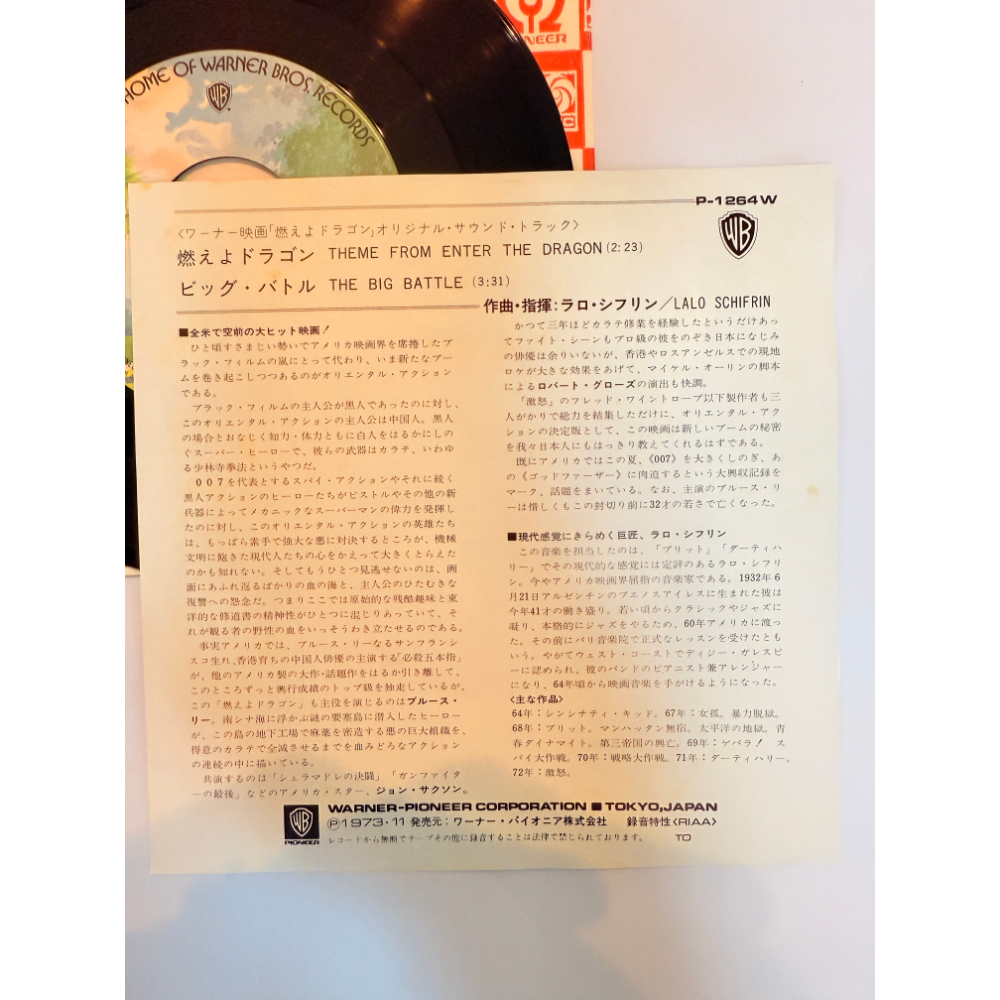 HOME OF WARNER BROS. RECORDS
WB
NEER
P-1264W
WB
〈ワーナー映画「燃えよドラゴン」オリジナル・サウンド・トラック〉
燃えよドラゴン THEME FROM ENTER THE DRAGON (2:23)
ビッグ・バトル THE BIG BATTLE (3:31)
作曲・指揮：ラロ・シフリン／LALO SCHIFRIN
■全米で空前の大ヒット映画！
ひと頃すさまじい勢いでアメリカ映画界を席捲したブ
ラック・フィルムの嵐にとって代わり、いま新たなブー
ムを巻き起こしつつあるのがオリエンタル・アクション
である。
ブラック・フィルムの主人公が黒人であったのに対し、
このオリエンタル・アクションの主人公は中国人。黒人
の場合とおなじく知力・体力ともに白人をはるかにしの
ぐスーパー・ヒーローで、彼らの武器はカラテ、いわゆ
る少林寺拳法というやつだ。
００７を代表とするスパイ・アクションやそれに続く
黒人アクションのヒーローたちがピストルやその他の新
兵器によってメカニックなスーパーマンの偉力を発揮し
たのに対し、このオリエンタル・アクションの英雄たち
は、もっぱら素手で強大な悪に対決するところが、機械
文明に飽きた現代人たちの心をかえって大きくとらえた
のかも知れない。そしてもうひとつ見逃せないのは、画
面にあふれ返るばかりの血の海と、主人公のひたむきな
復讐への怨念だ。つまりここでは原始的な残酷趣味と東
洋的な修道書の精神性がひとつに混じりあっていて、そ
れが観る者の野性の血をいっそうわき立たせるのである。
事実アメリカでは、ブルース・リーなるサンフランシ
スコ生れ、香港育ちの中国人俳優の主演する「必殺五本指」
が、他のアメリカ製の大作・話題作をはるか引き離して、
このところずっと興行成績のトップ級を独走しているが、
この「燃えよドラゴン」も主役を演じるのはブルース・
リー。南シナ海に浮かぶ謎の要塞島に潜入したヒーロー
が、この島の地下工場で麻薬を密造する悪の巨大組織を、
得意のカラテで全滅させるまでを血みどろなアクション
の連続の中に描いている。
共演するのは「シェラマドレの決闘」「ガンファイタ
ーの最後」などのアメリカ・スター、ジョン・サクソン。
かつて三年ほどカラテ修業を経験したというだけあっ
てファイト・シーンもプロ級の彼をのぞき日本になじみ
の俳優は余りいないが、香港やロスアンゼルスでの現地
ロケが大きな効果をあげて、マイケル・オーリンの脚本
によるロバート・クローズの演出も快調。
「激怒」のフレッド・ワイントローブ以下製作者も三
人がかりで総力を結集しただけに、オリエンタル・アク
ションの決定版として、この映画は新しいブームの秘密
を我々日本人にもはっきり教えてくれるはずである。
既にアメリカではこの夏、《007》を大きくしのぎ、あ
の《ゴッドファーザー》に肉迫するという大興収記録を
マーク、話題をまいている。なお、主演のブルース・リ
ーは惜しくもこの封切り前に32才の若さで亡くなった。
■現代感覚にきらめく巨匠、ラロ・シフリン
この音楽を担当したのは、「ブリット」「ダーティハ
リー」でその現代的な感覚には定評のあるラロ・シフリ
ン。今やアメリカ映画界屈指の音楽家である。1932年6
月21日アルゼンチンのブエノスアイレスに生まれた彼は
今年41才の働き盛り。若い頃からクラシックやジャズに
凝り、本格的にジャズをやるため、60年アメリカに渡っ
た。その前にパリ音楽院で正式なレッスンを受けたとも
いう。やがてウェスト・コーストでディジー・ガレスピ
ーに認められ、彼のバンドのピアニスト兼アレンジャー
になり、64年頃から映画音楽を手がけるようになった。
〈主な作品〉
64年：シンシナティ・キッド。67年：女狐。暴力脱獄。
68年：ブリット。マンハッタン無宿。太平洋の地獄。青
春ダイナマイト。第三帝国の興亡。69年：ゲバラ！ ス
パイ大作戦。70年：戦略大作戦。71年：ダーティハリー。
72年：激怒。
WB
PIONEER
WARNER-PIONEER CORPORATION ■ TOKYO, JAPAN
Ⓟ1973・11 発売元：ワーナー・パイオニア株式会社 録音特性〈RIAA〉
レコードから無断でテープその他に録音することは法律で禁じられております。 TO